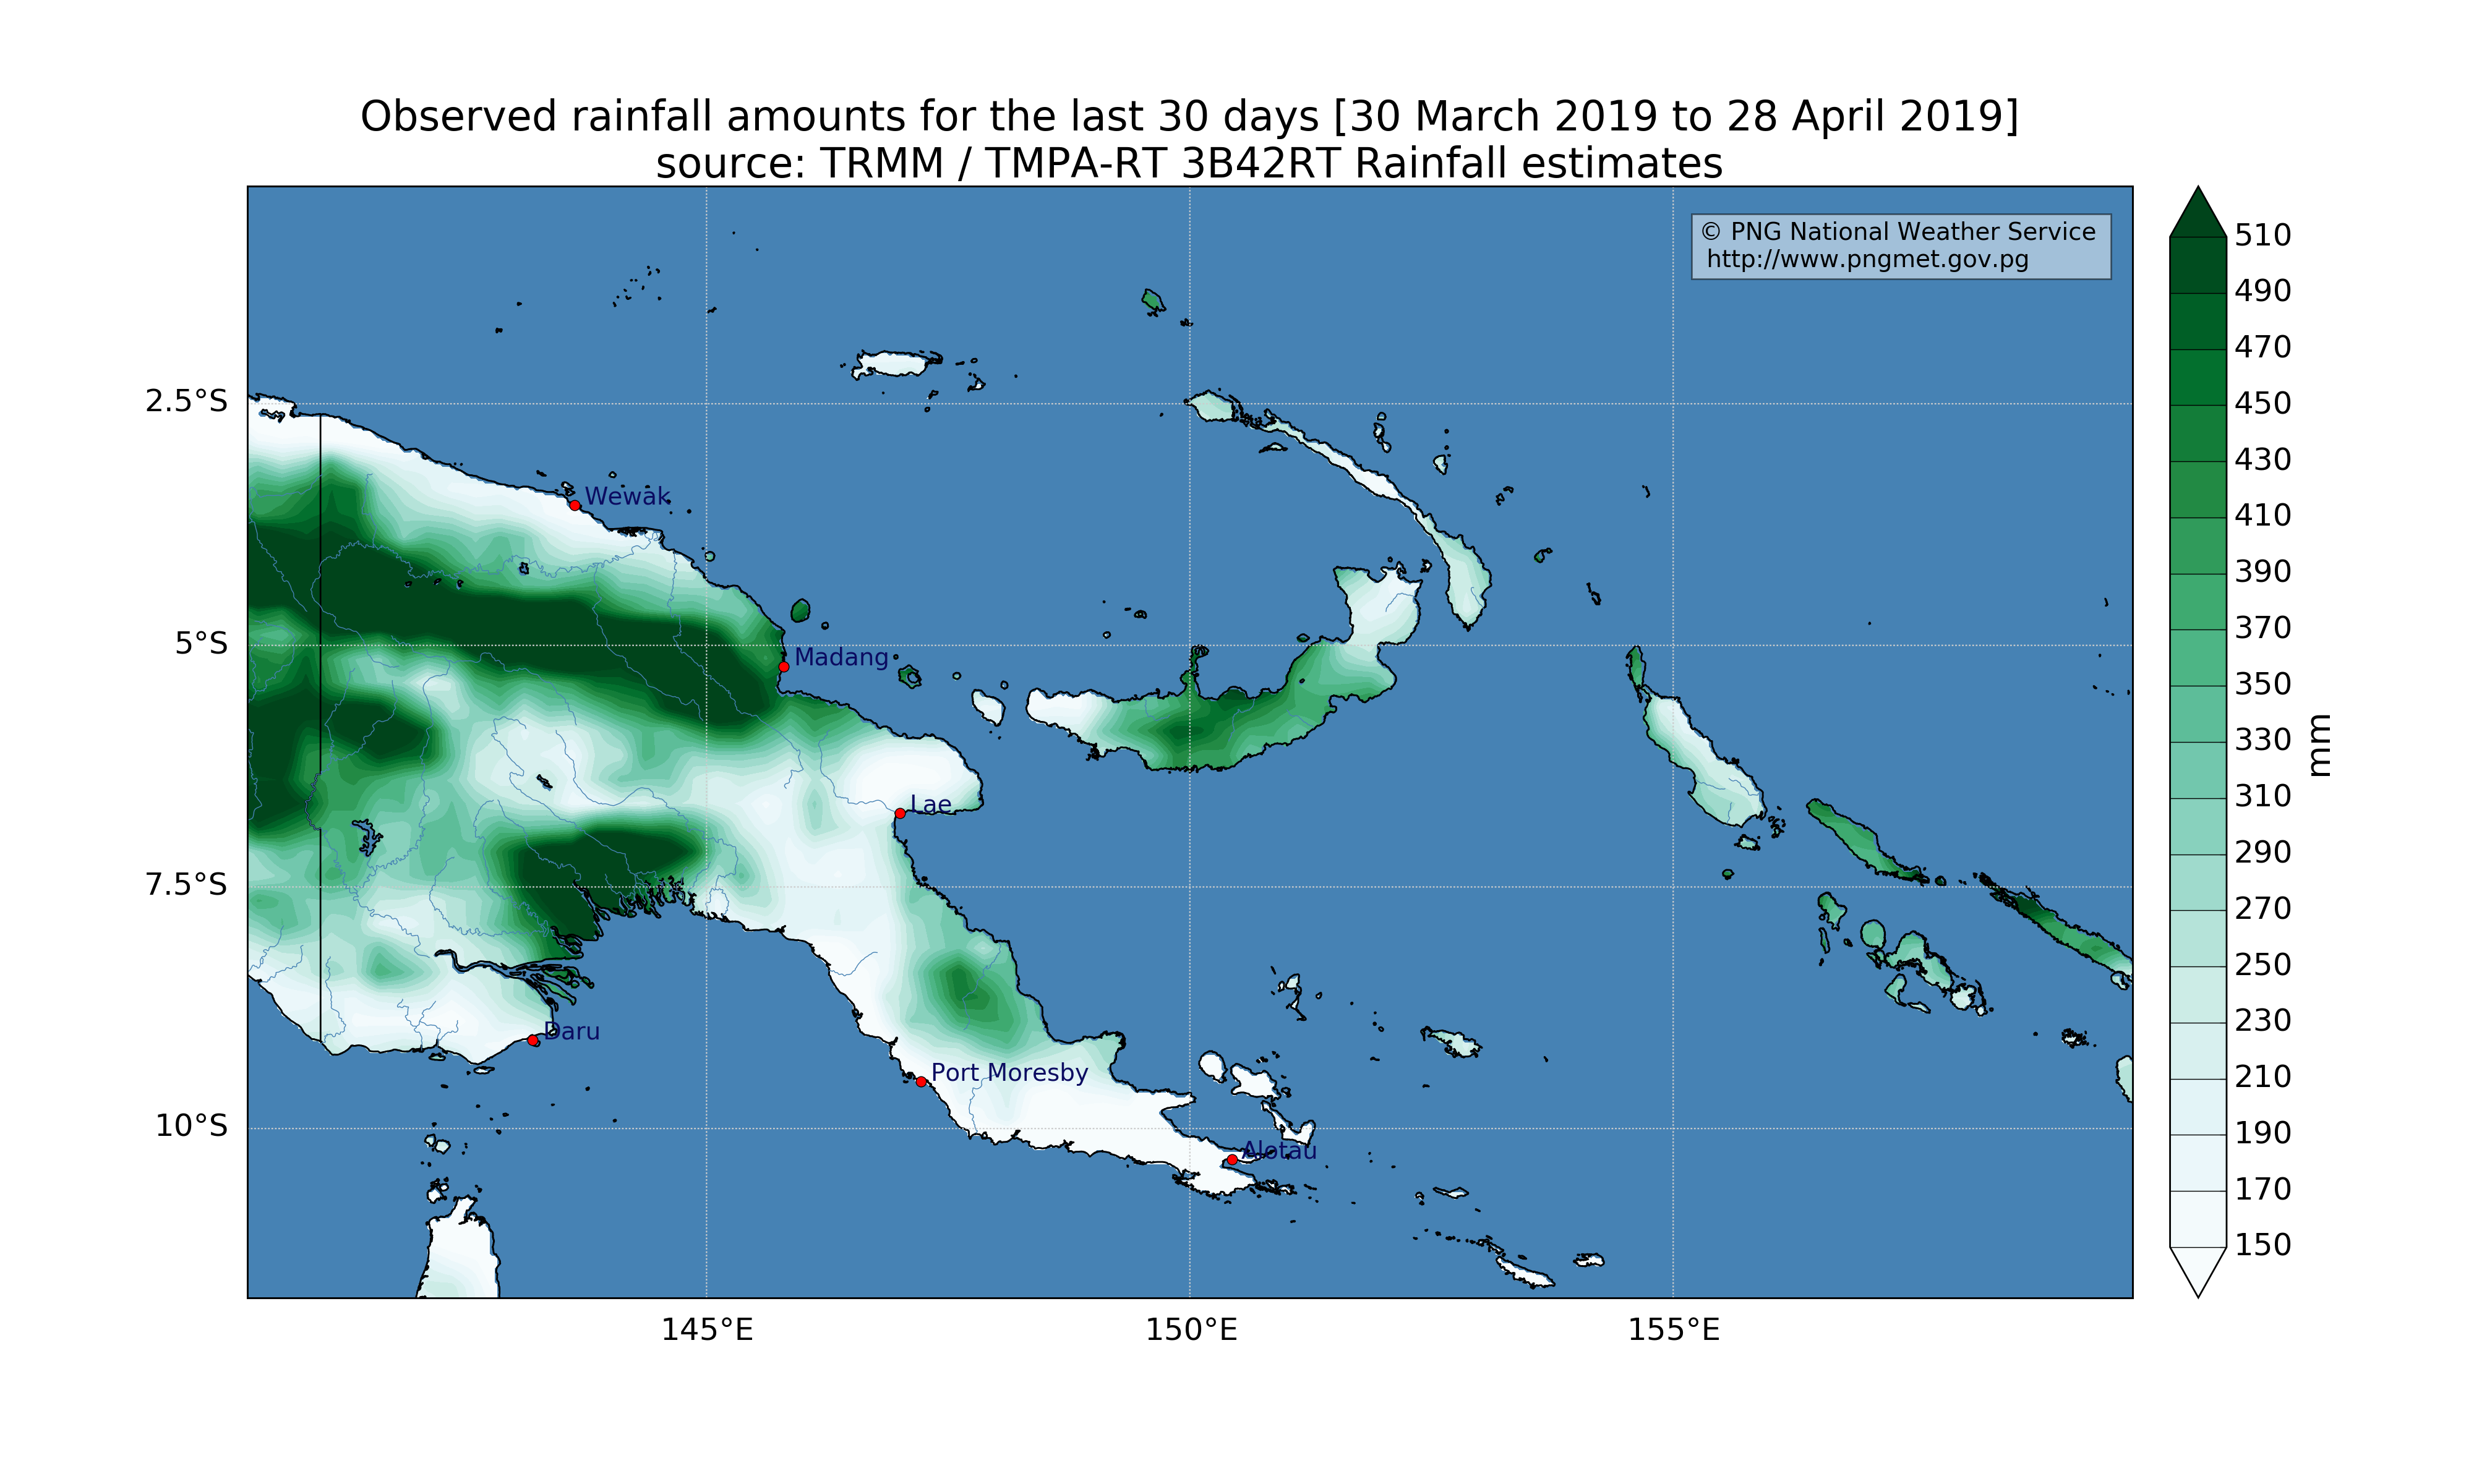 Observed rainfall amounts for the last 30 days [30 March 2019 to 28 April 2019]
source: TRMM / TMPA-RT 3B42RT Rainfall estimates
© PNG National Weather Service
http://www.pngmet.gov.pg
510
490
470
450
430
410
390
370
350
330
310
290
270
250
230
210
190
170
150
mm
2.5°S
5°S
7.5°S
10°S
Wewak
Madang
Lae
Daru
Port Moresby
Alotau
145°E
150°E
155°E